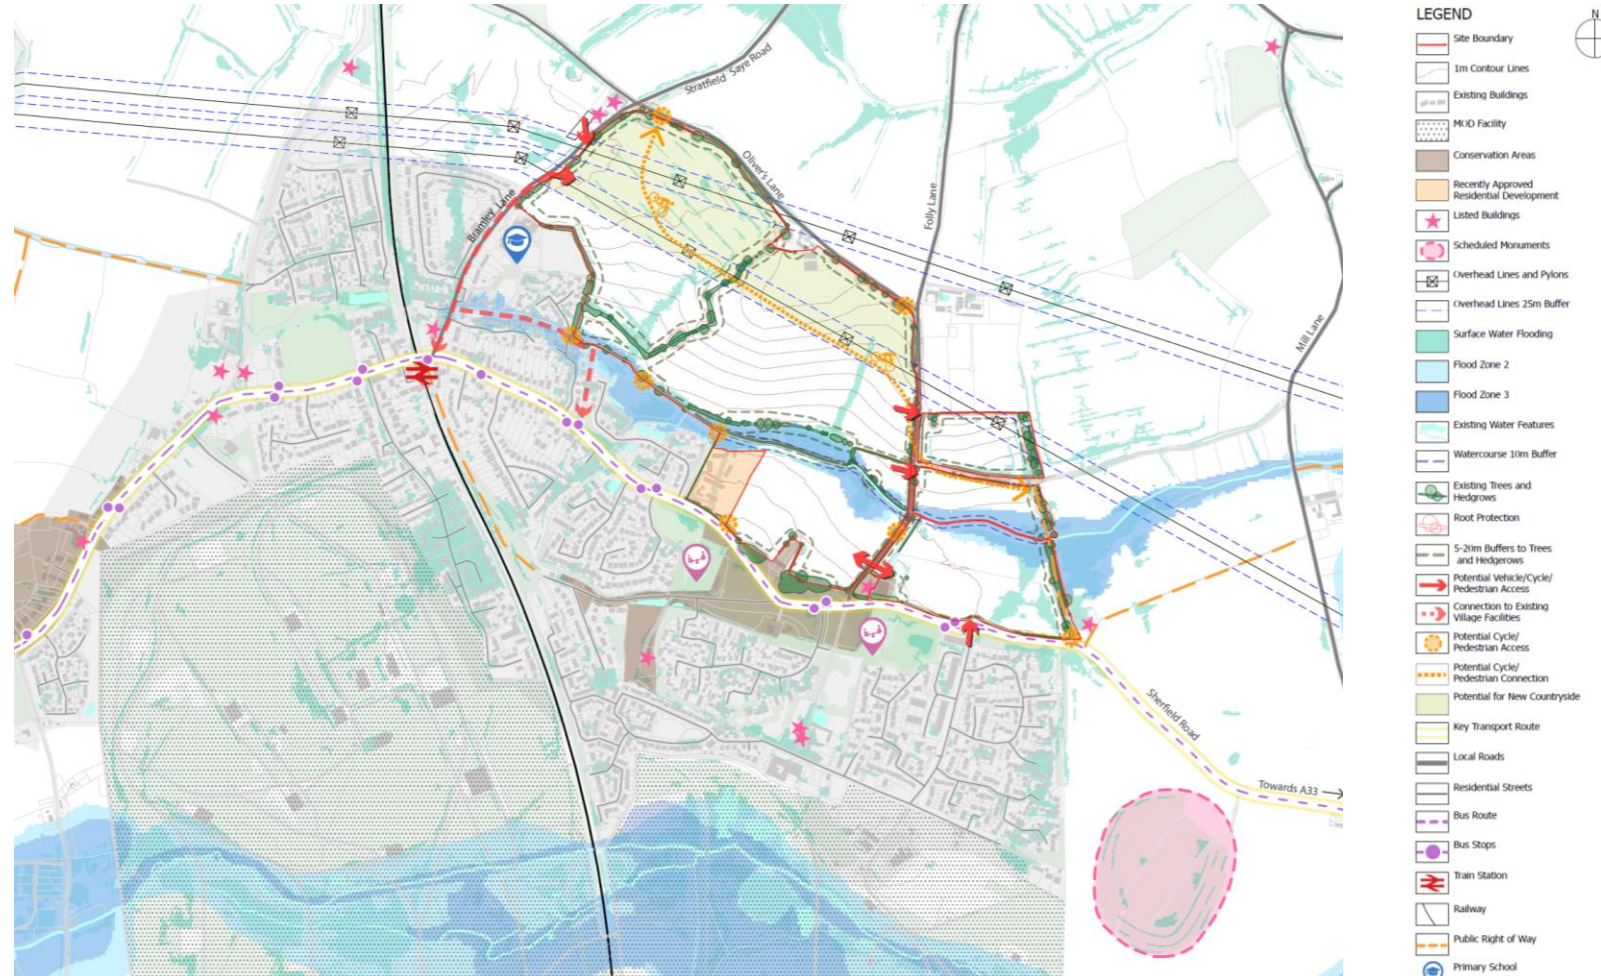 Stratfield Saye Road
Oliver's Lane
Bramley Lane
Folly Lane
Mill Lane
Sherfield Road
Towards A33
LEGEND
N
Site Boundary
1m Contour Lines
Existing Buildings
MOD Facility
Conservation Areas
Recently Approved
Residential Development
Listed Buildings
Scheduled Monuments
Overhead Lines and Pylons
Overhead Lines 25m Buffer
Surface Water Flooding
Flood Zone 2
Flood Zone 3
Existing Water Features
Watercourse 10m Buffer
Existing Trees and
Hedgrows
Root Protection
5-20m Buffers to Trees
and Hedgerows
Potential Vehicle/Cycle/
Pedestrian Access
Connection to Existing
Village Facilities
Potential Cycle/
Pedestrian Access
Potential Cycle/
Pedestrian Connection
Potential for New Countryside
Key Transport Route
Local Roads
Residential Streets
Bus Route
Bus Stops
Train Station
Railway
Public Right of Way
Primary School